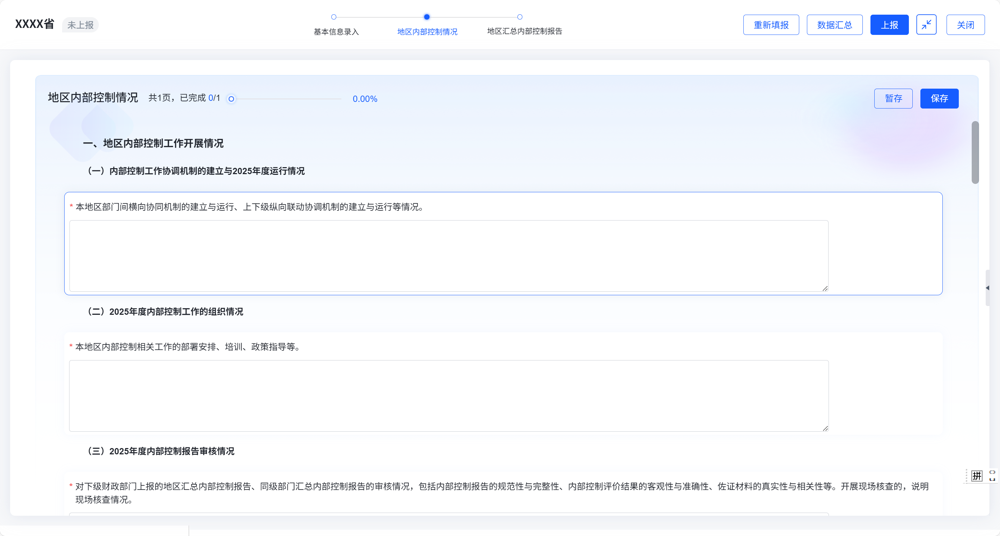 XXXX省 未上报
基本信息录入 地区内部控制情况 地区汇总内部控制报告
重新填报 数据汇总 上报 关闭
地区内部控制情况 共1页，已完成 0/1 0.00% 暂存 保存
一、地区内部控制工作开展情况
（一）内部控制工作协调机制的建立与2025年度运行情况
* 本地区部门间横向协同机制的建立与运行、上下级纵向联动协调机制的建立与运行等情况。
（二）2025年度内部控制工作的组织情况
* 本地区内部控制相关工作的部署安排、培训、政策指导等。
（三）2025年度内部控制报告审核情况
* 对下级财政部门上报的地区汇总内部控制报告、同级部门汇总内部控制报告的审核情况，包括内部控制报告的规范性与完整性、内部控制评价结果的客观性与准确性、佐证材料的真实性与相关性等。开展现场核查的，说明
现场核查情况。
拼